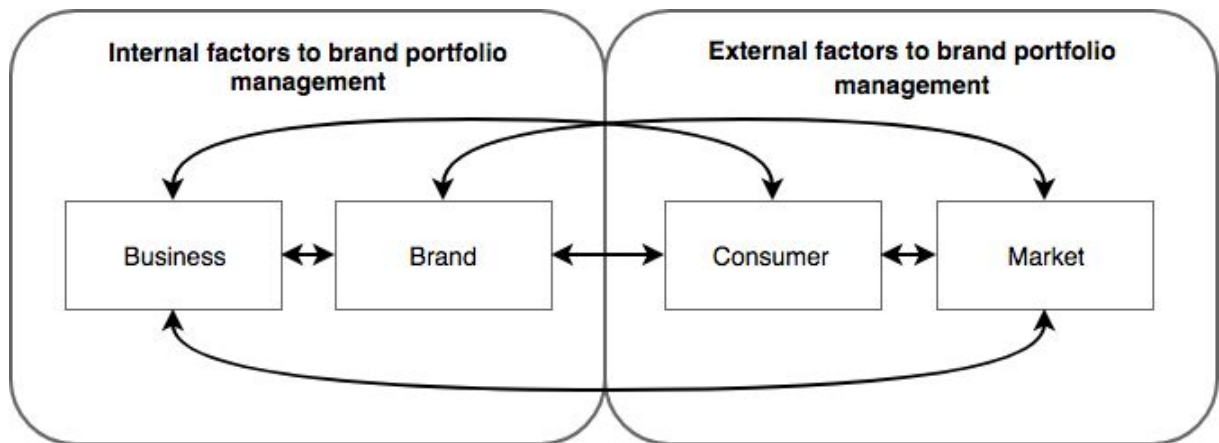 Internal factors to brand portfolio
management
External factors to brand portfolio
management
Business
Brand
Consumer
Market